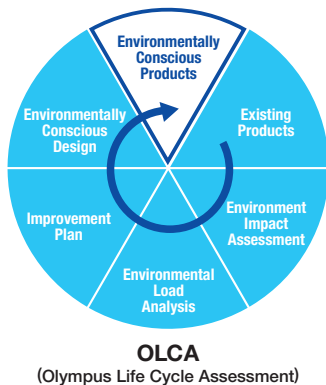 Environmentally
Conscious
Products
Existing
Products
Environment
Impact
Assessment
Environmental
Load
Analysis
Improvement
Plan
Environmentally
Conscious
Design
OLCA
(Olympus Life Cycle Assessment)